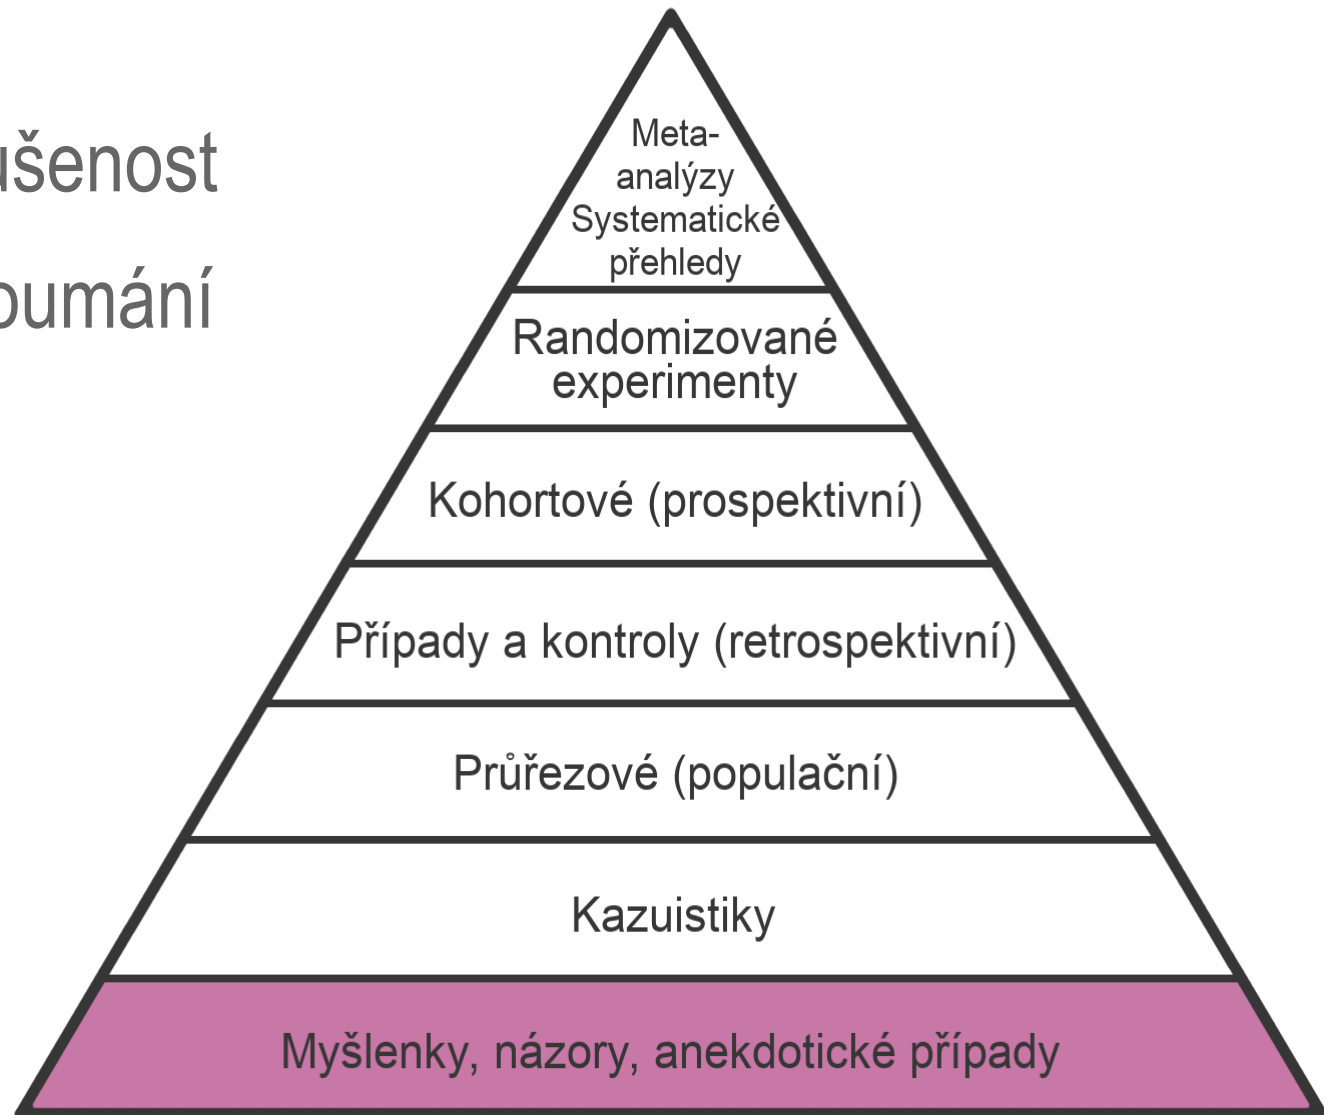 ušenost
oumání
Meta-
analýzy
Systematické
přehledy
Randomizované
experimenty
Kohortové (prospektivní)
Případy a kontroly (retrospektivní)
Průřezové (populační)
Kazuistiky
Myšlenky, názory, anekdotické případy